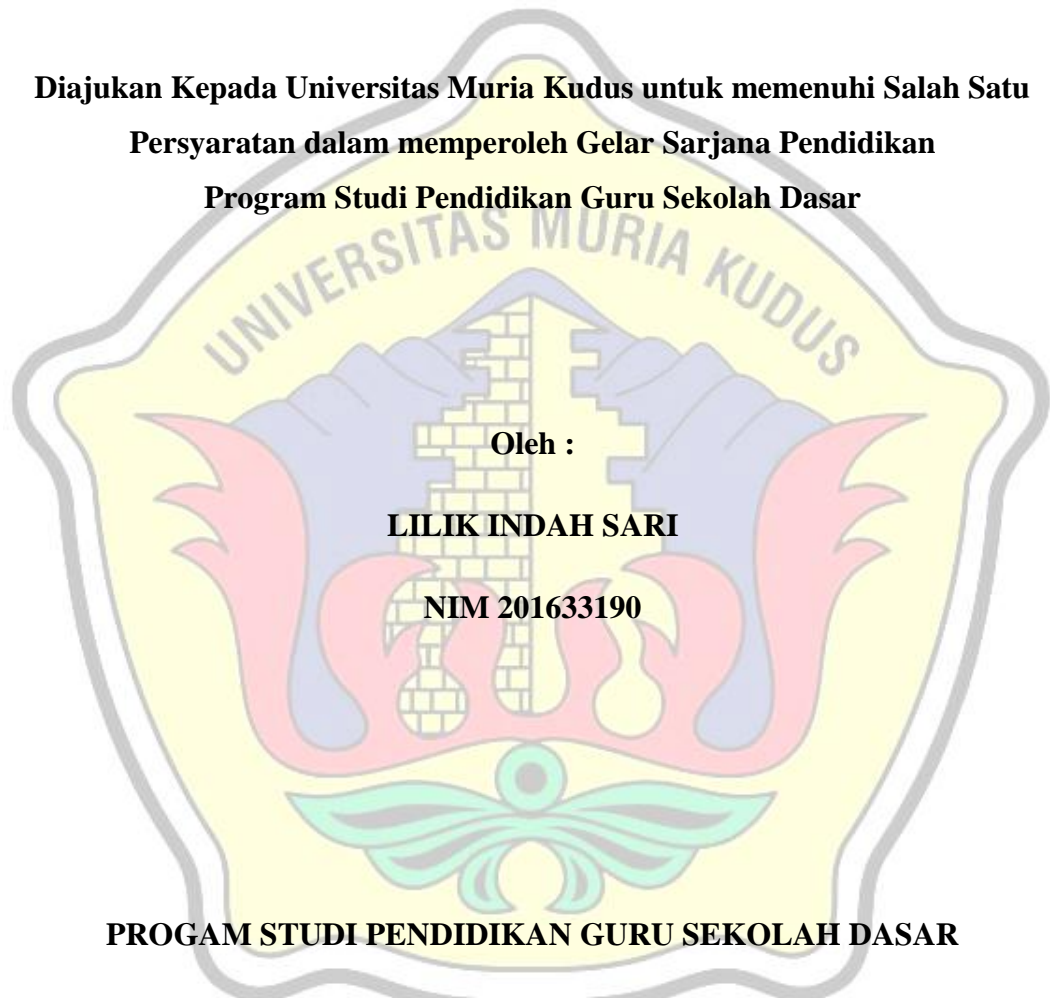 Diajukan Kepada Universitas Muria Kudus untuk memenuhi Salah Satu
Persyaratan dalam memperoleh Gelar Sarjana Pendidikan
Program Studi Pendidikan Guru Sekolah Dasar
UNIVERSITAS MURIA KUDUS
Oleh :
LILIK INDAH SARI
NIM 201633190
PROGAM STUDI PENDIDIKAN GURU SEKOLAH DASAR